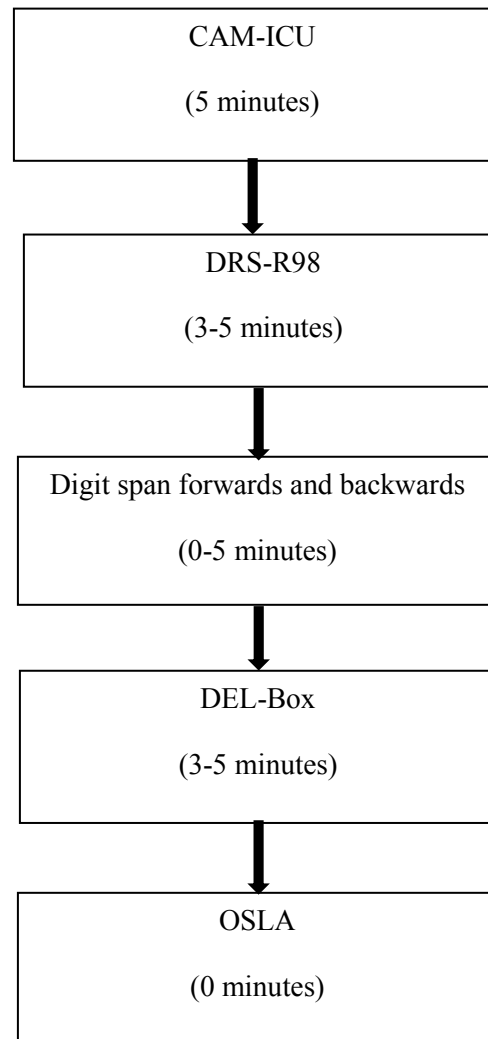 CAM-ICU
(5 minutes)
DRS-R98
(3-5 minutes)
Digit span forwards and backwards
(0-5 minutes)
DEL-Box
(3-5 minutes)
OSLA
(0 minutes)